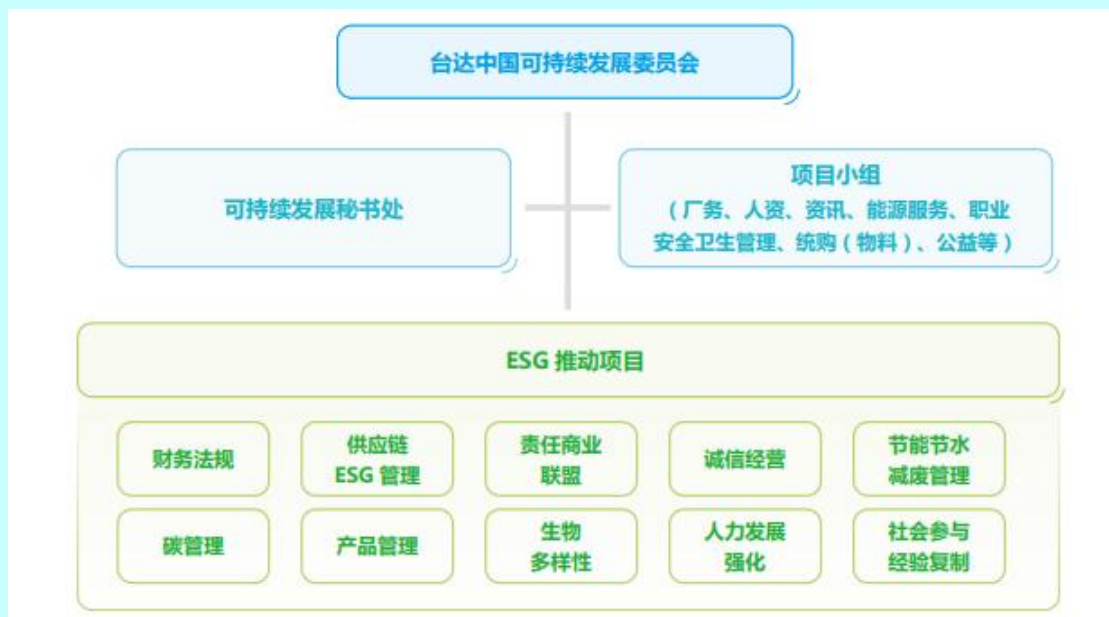 台达中国可持续发展委员会
可持续发展秘书处
项目小组
（厂务、人资、资讯、能源服务、职业
安全卫生管理、统购（物料）、公益等）
ESG 推动项目
财务法规
供应链
ESG 管理
责任商业
联盟
诚信经营
节能节水
减废管理
碳管理
产品管理
生物
多样性
人力发展
强化
社会参与
经验复制